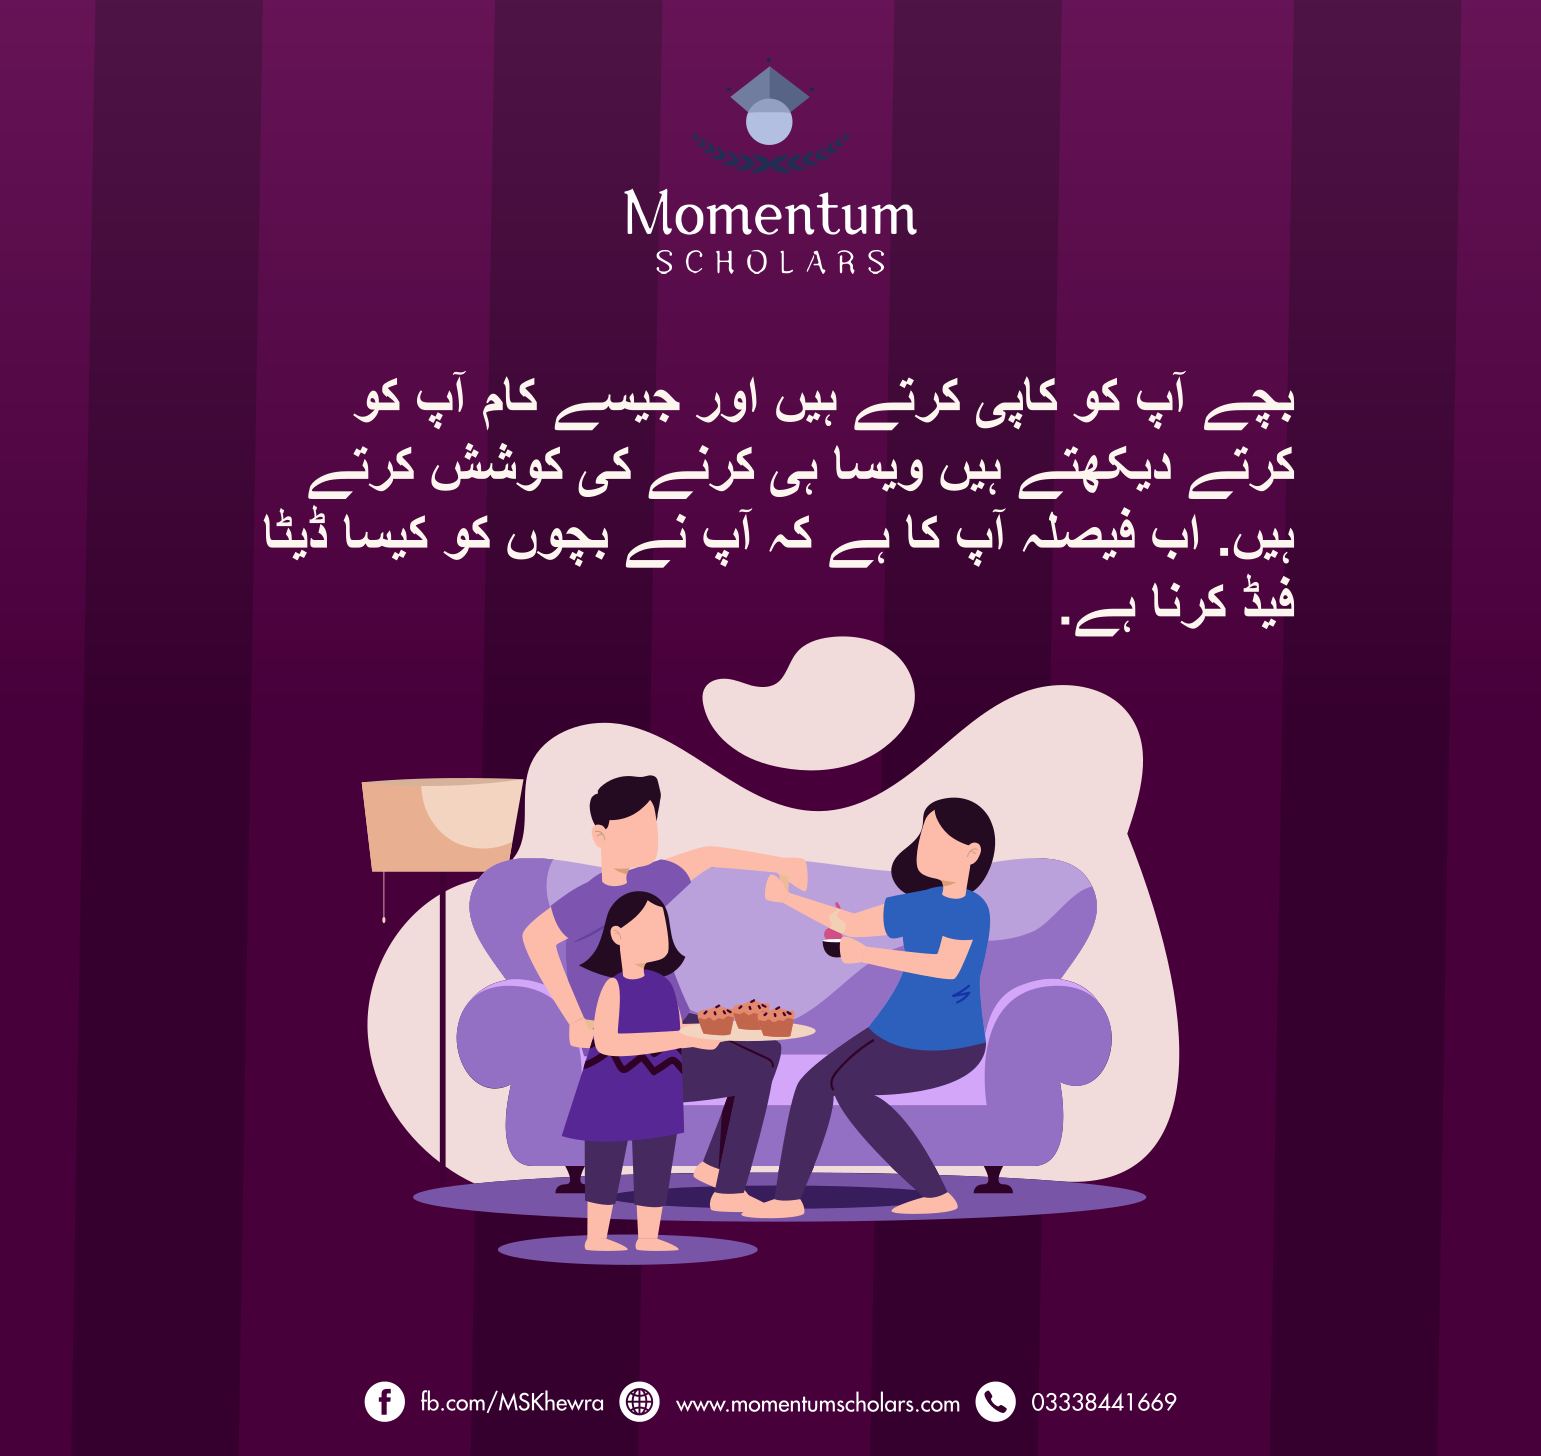 Momentum
SCHOLARS
بچے آپ کو کاپی کرتے ہیں اور جیسے کام آپ کو
کرتے دیکھتے ہیں ویسا ہی کرنے کی کوشش کرتے
ہیں. اب فیصلہ آپ کا ہے کہ آپ نے بچوں کو کیسا ڈیٹا
فیڈ کرنا ہے.
fb.com/MSKhewra www.momentumscholars.com 03338441669